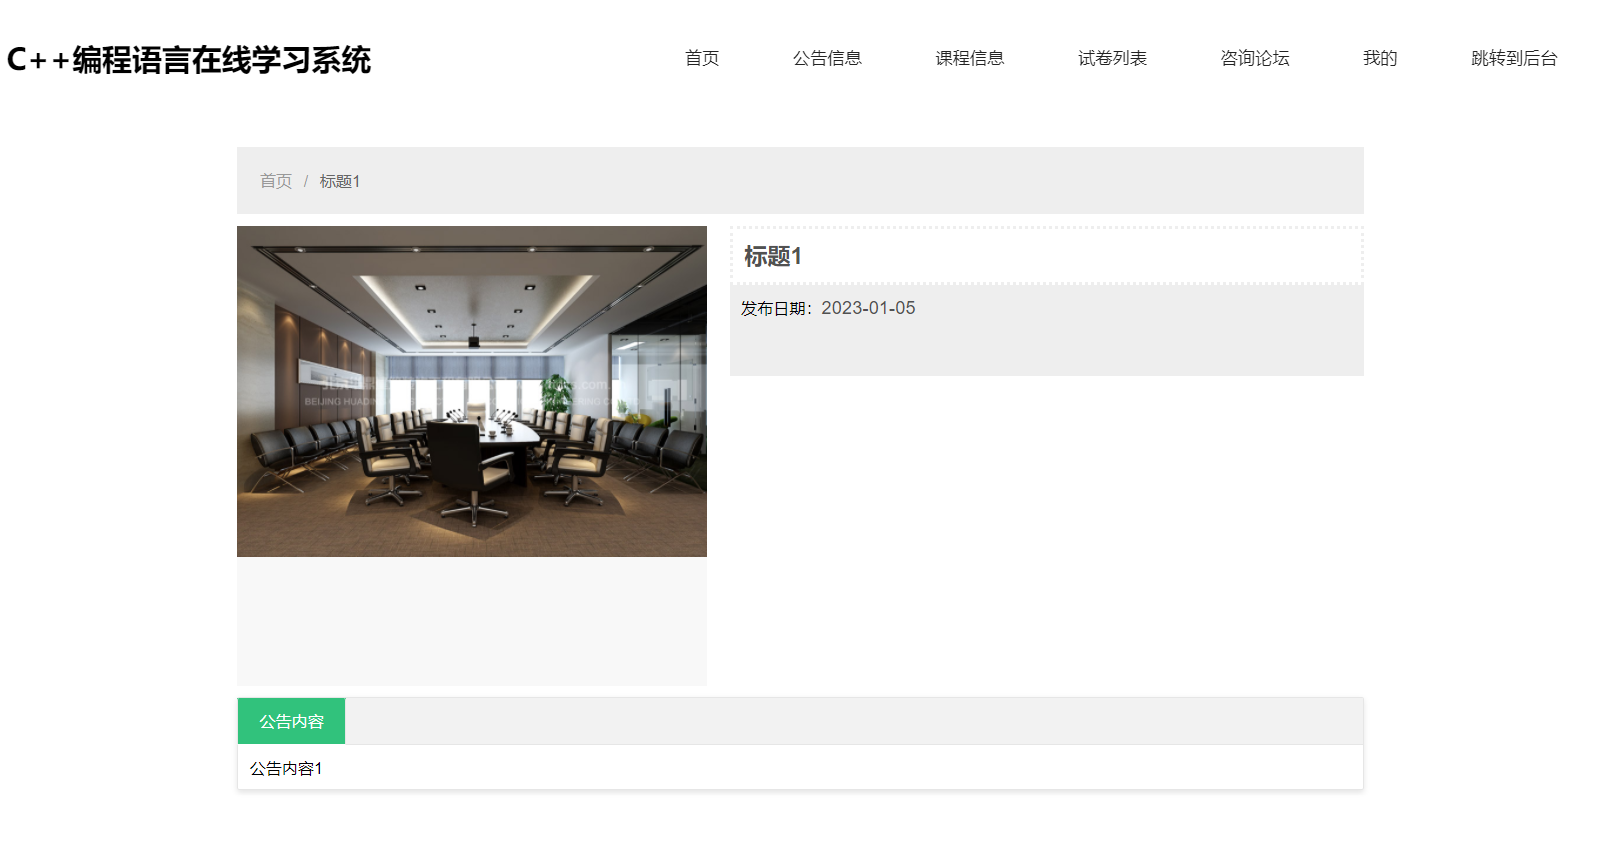 C++编程语言在线学习系统
首页 公告信息 课程信息 试卷列表 咨询论坛 我的 跳转到后台
首页 / 标题1
标题1
发布日期：2023-01-05
公告内容
公告内容1